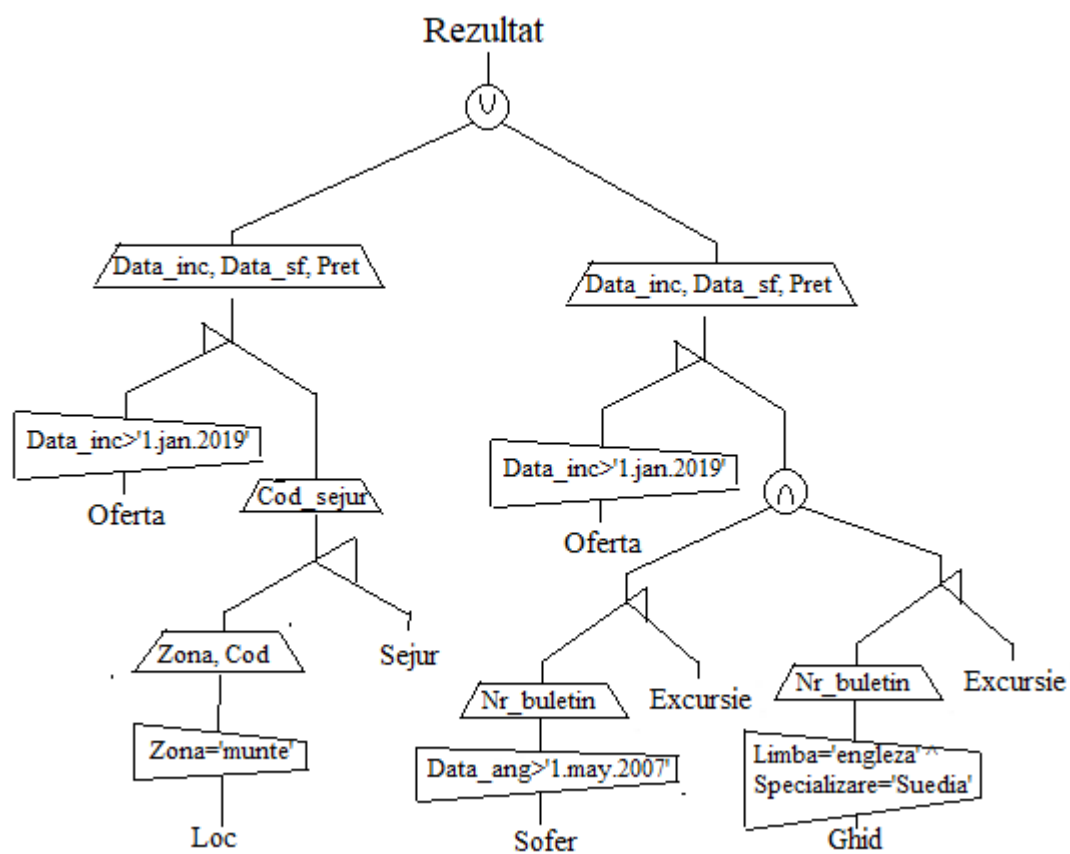 Rezultat
∪
Data_inc, Data_sf, Pret
Data_inc, Data_sf, Pret
Data_inc>'1.jan.2019'
Data_inc>'1.jan.2019'
Oferta
Cod_sejur
Oferta
∩
Zona, Cod
Sejur
Nr_buletin
Excursie
Nr_buletin
Excursie
Zona='munte'
Data_ang>'1.may.2007'
Limba='engleza'^
Specializare='Suedia'
Loc
Sofer
Ghid